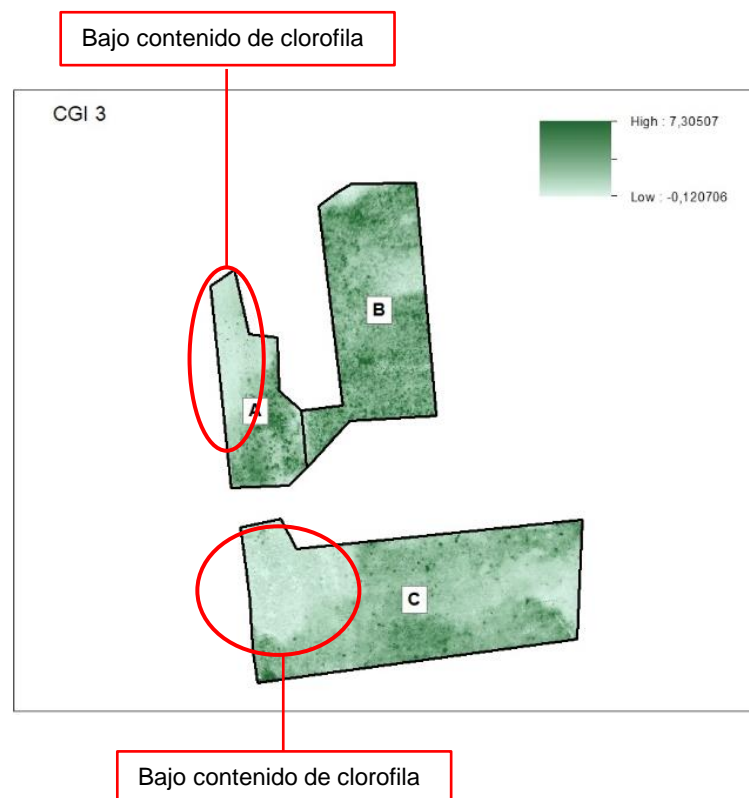 Bajo contenido de clorofila
CGI 3
High : 7,30507
Low : -0,120706
B
A
C
Bajo contenido de clorofila